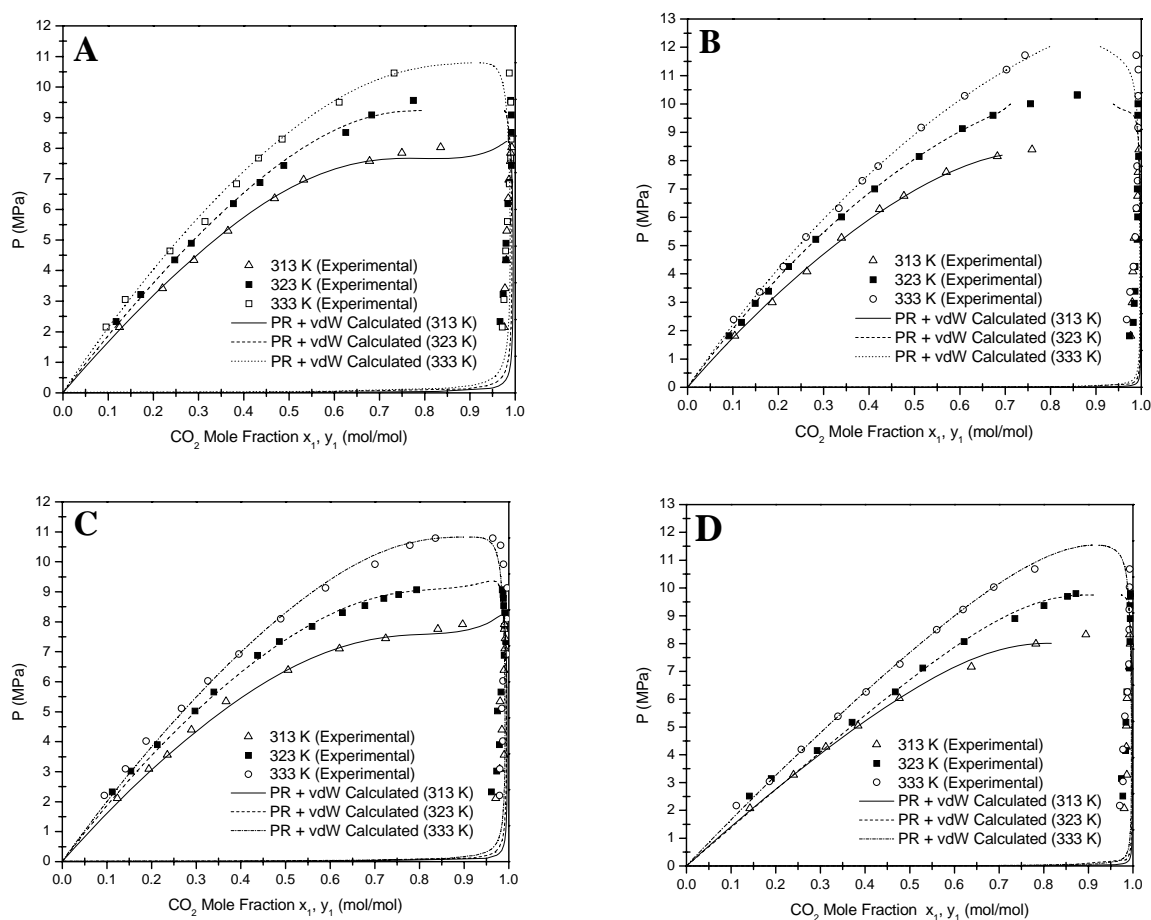 A
12
11
10
9
8
7
6
5
4
3
2
1
0
P (MPa)
313 K (Experimental)
323 K (Experimental)
333 K (Experimental)
PR + vdW Calculated (313 K)
PR + vdW Calculated (323 K)
PR + vdW Calculated (333 K)
0.0 0.1 0.2 0.3 0.4 0.5 0.6 0.7 0.8 0.9 1.0
CO2 Mole Fraction x1, y1 (mol/mol)
B
13
12
11
10
9
8
7
6
5
4
3
2
1
0
P (MPa)
313 K (Experimental)
323 K (Experimental)
333 K (Experimental)
PR + vdW Calculated (313 K)
PR + vdW Calculated (323 K)
PR + vdW Calculated (333 K)
0.0 0.1 0.2 0.3 0.4 0.5 0.6 0.7 0.8 0.9 1.0
CO2 Mole Fraction x1, y1 (mol/mol)
C
12
11
10
9
8
7
6
5
4
3
2
1
0
P (MPa)
313 K (Experimental)
323 K (Experimental)
333 K (Experimental)
PR + vdW Calculated (313 K)
PR + vdW Calculated (323 K)
PR + vdW Calculated (333 K)
0.0 0.1 0.2 0.3 0.4 0.5 0.6 0.7 0.8 0.9 1.0
CO2 Mole Fraction x1, y1 (mol/mol)
D
13
12
11
10
9
8
7
6
5
4
3
2
1
0
P (MPa)
313 K (Experimental)
323 K (Experimental)
333 K (Experimental)
PR + vdW Calculated (313 K)
PR + vdW Calculated (323 K)
PR + vdW Calculated (333 K)
0.0 0.1 0.2 0.3 0.4 0.5 0.6 0.7 0.8 0.9 1.0
CO2 Mole Fraction x1, y1 (mol/mol)